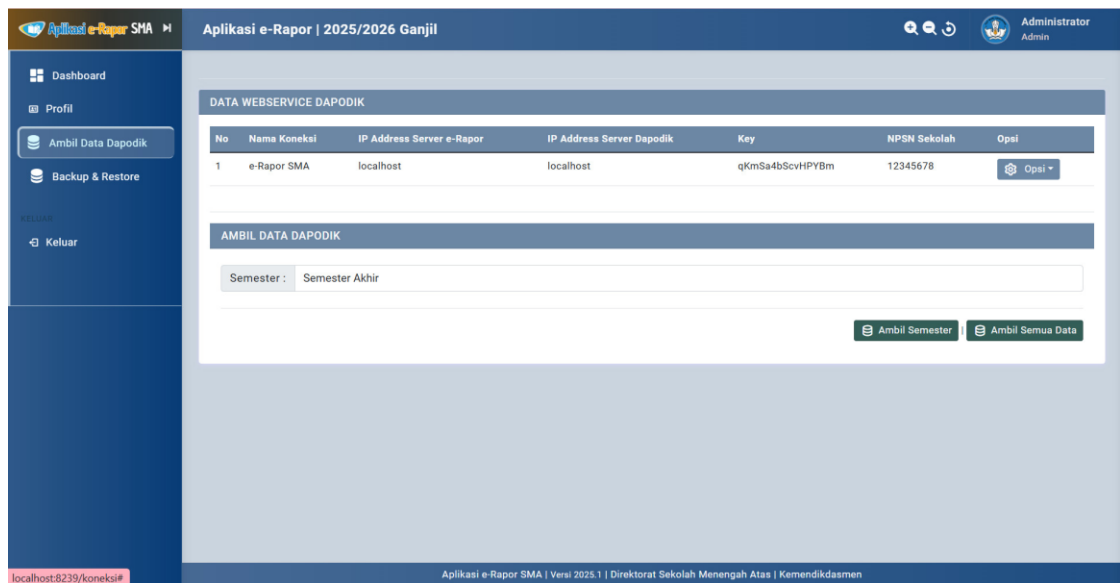 Aplikasi e-Rapor SMA
Aplikasi e-Rapor | 2025/2026 Ganjil
Administrator
Admin
Dashboard
Profil
Ambil Data Dapodik
Backup & Restore
KELUAR
Keluar
DATA WEBSERVICE DAPODIK
No Nama Koneksi IP Address Server e-Rapor IP Address Server Dapodik Key NPSN Sekolah Opsi
1 e-Rapor SMA localhost localhost qKmSa4bScvHPYBm 12345678 Opsi
AMBIL DATA DAPODIK
Semester : Semester Akhir
Ambil Semester | Ambil Semua Data
localhost:8239/koneksi#
Aplikasi e-Rapor SMA | Versi 2025.1 | Direktorat Sekolah Menengah Atas | Kemendikdasmen